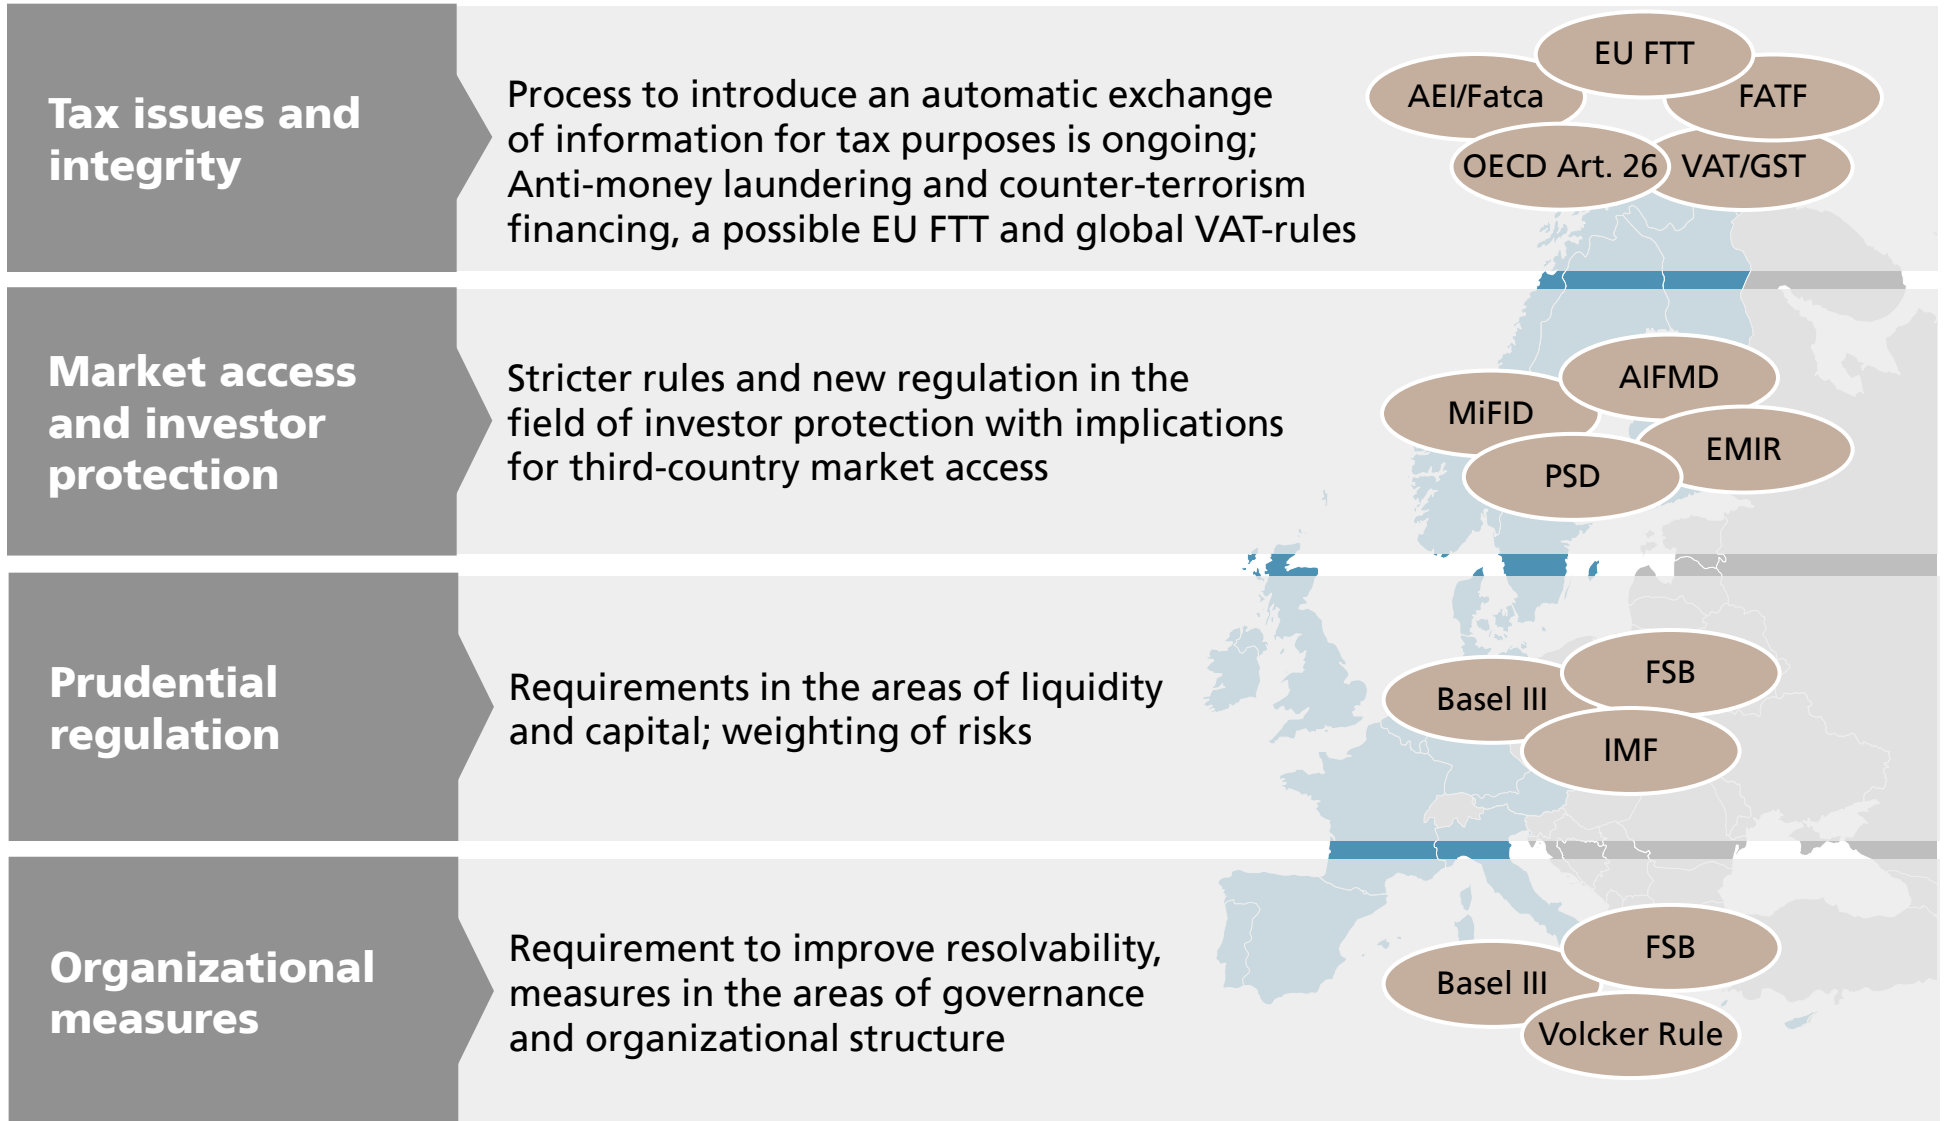 Tax issues and
integrity
Process to introduce an automatic exchange
of information for tax purposes is ongoing;
Anti-money laundering and counter-terrorism
financing, a possible EU FTT and global VAT-rules
EU FTT
AEI/Fatca
FATF
OECD Art. 26
VAT/GST
Market access
and investor
protection
Stricter rules and new regulation in the
field of investor protection with implications
for third-country market access
AIFMD
MiFID
EMIR
PSD
Prudential
regulation
Requirements in the areas of liquidity
and capital; weighting of risks
FSB
Basel III
IMF
Organizational
measures
Requirement to improve resolvability,
measures in the areas of governance
and organizational structure
FSB
Basel III
Volcker Rule